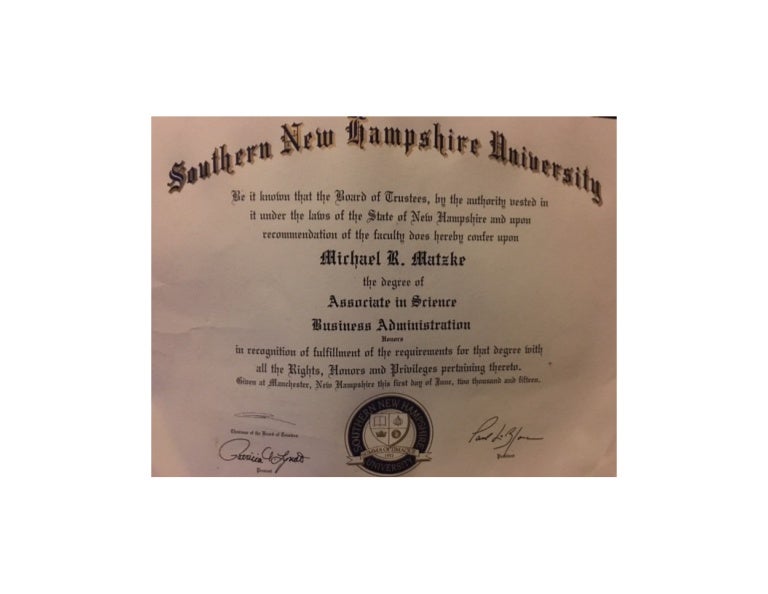 Southern New Hampshire University
Be it known that the Board of Trustees, by the authority vested in
it under the laws of the State of New Hampshire and upon
recommendation of the faculty does hereby confer upon
Michael R. Matzke
the degree of
Associate in Science
Business Administration
Honors
in recognition of fulfillment of the requirements for that degree with
all the Rights, Honors and Privileges pertaining thereto.
Given at Manchester, New Hampshire this first day of June, two thousand and fifteen.
Chairman of the Board of Trustees
SOUTHERN NEW HAMPSHIRE
UNIVERSITY
President